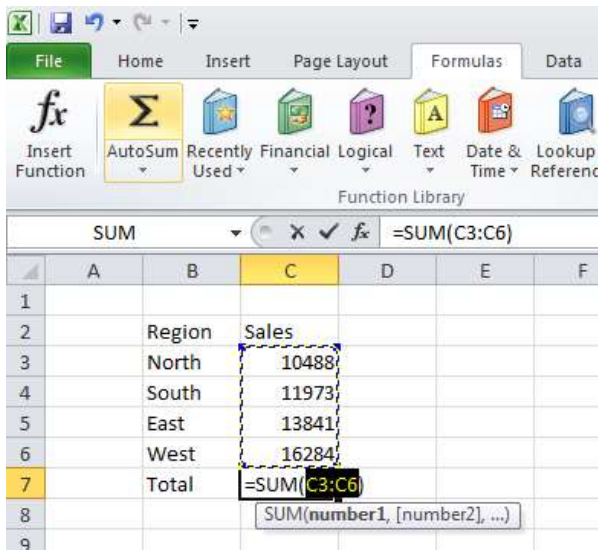 File Home Insert Page Layout Formulas Data
fx Σ ? A
Insert Function AutoSum Recently Used Financial Logical Text Date & Time Lookup Referenc
Function Library
SUM fx =SUM(C3:C6)
A B C D E F
1
2 Region Sales
3 North 10488
4 South 11973
5 East 13841
6 West 16284
7 Total =SUM(C3:C6)
8 SUM(number1, [number2], ...)
9